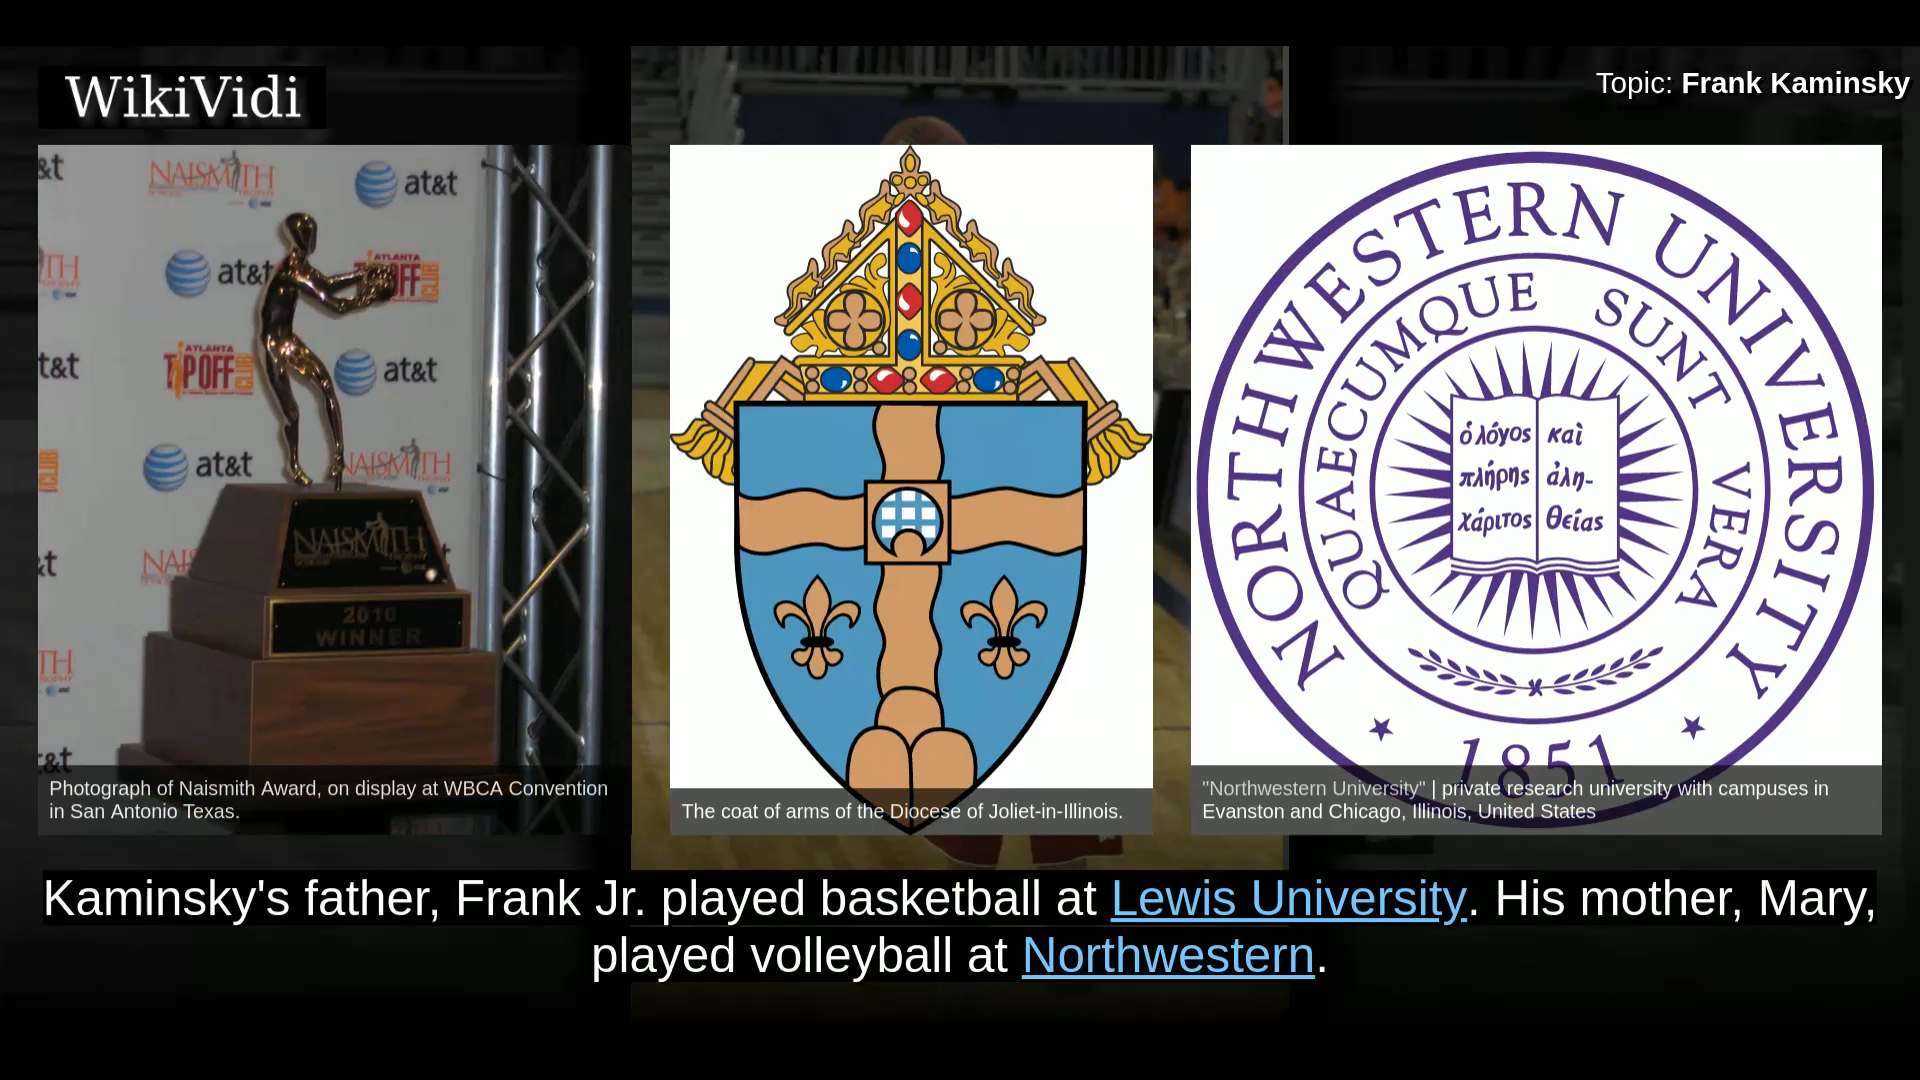 WikiVidi
Topic: Frank Kaminsky
NAISMITH
at&t
at&t
ATLANTA
TIPOFF
CLUB
at&t
at&t
NAISMITH
NAISMITH
2010
WINNER
Photograph of Naismith Award, on display at WBCA Convention
in San Antonio Texas.
The coat of arms of the Diocese of Joliet-in-Illinois.
NORTHWESTERN UNIVERSITY
QUAECUMQUE SUNT VERA
ὁ λόγος καὶ
πλήρης ἀλη-
χάριτος θείας
1851
"Northwestern University" | private research university with campuses in
Evanston and Chicago, Illinois, United States
Kaminsky's father, Frank Jr. played basketball at Lewis University. His mother, Mary,
played volleyball at Northwestern.